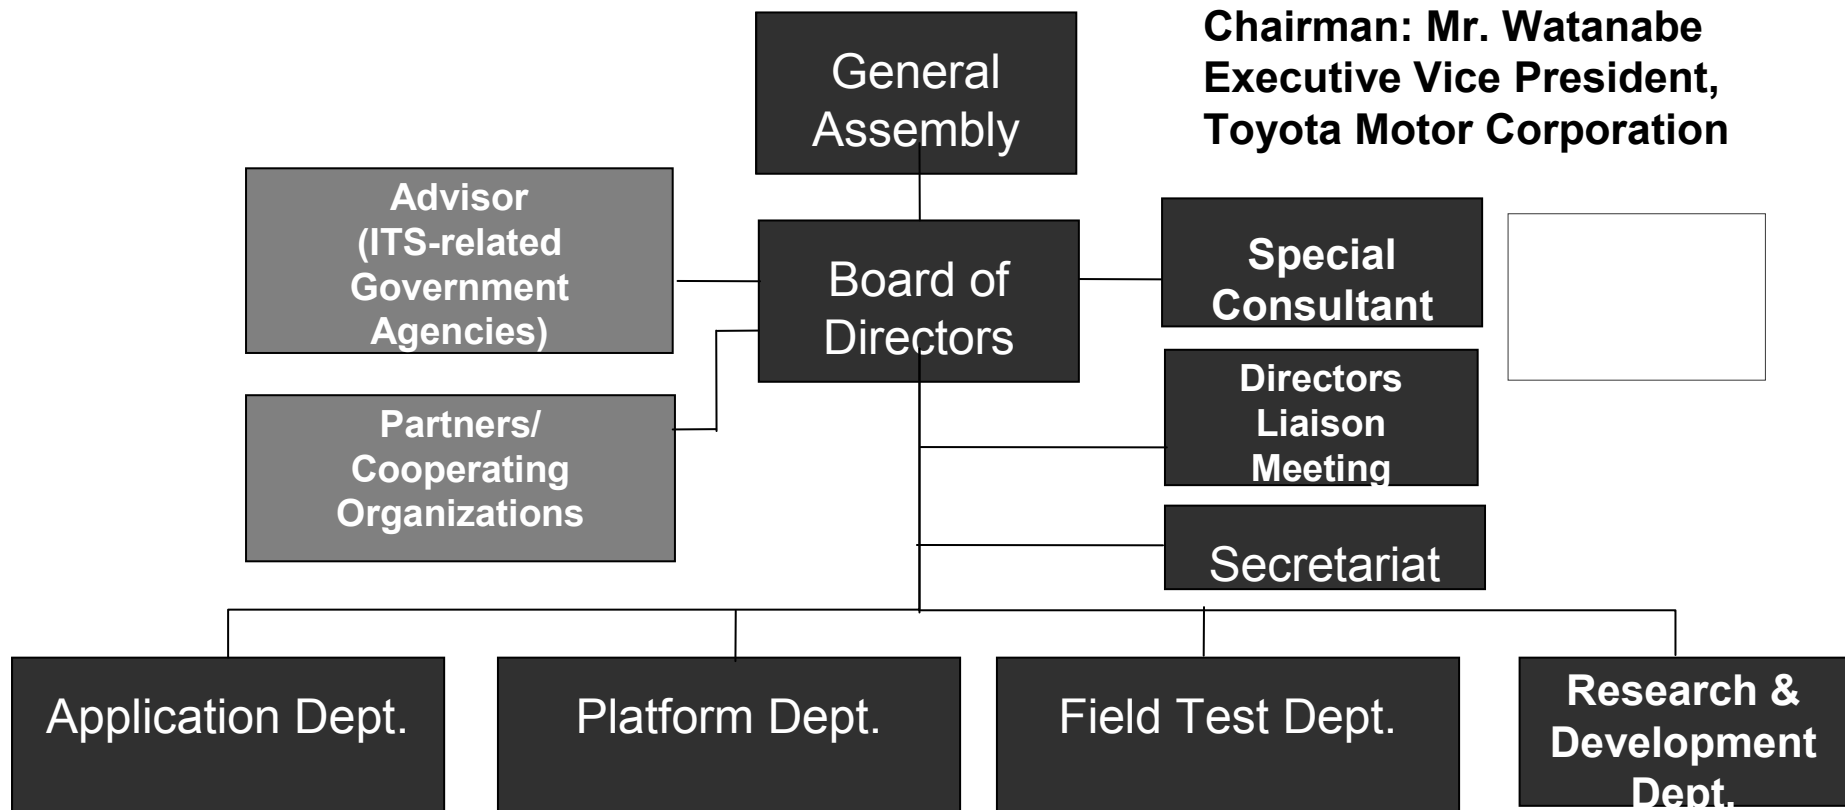 General
Assembly
Chairman: Mr. Watanabe
Executive Vice President,
Toyota Motor Corporation
Advisor
(ITS-related
Government
Agencies)
Board of
Directors
Special
Consultant
Partners/
Cooperating
Organizations
Directors
Liaison
Meeting
Secretariat
Application Dept.
Platform Dept.
Field Test Dept.
Research &
Development
Dept.